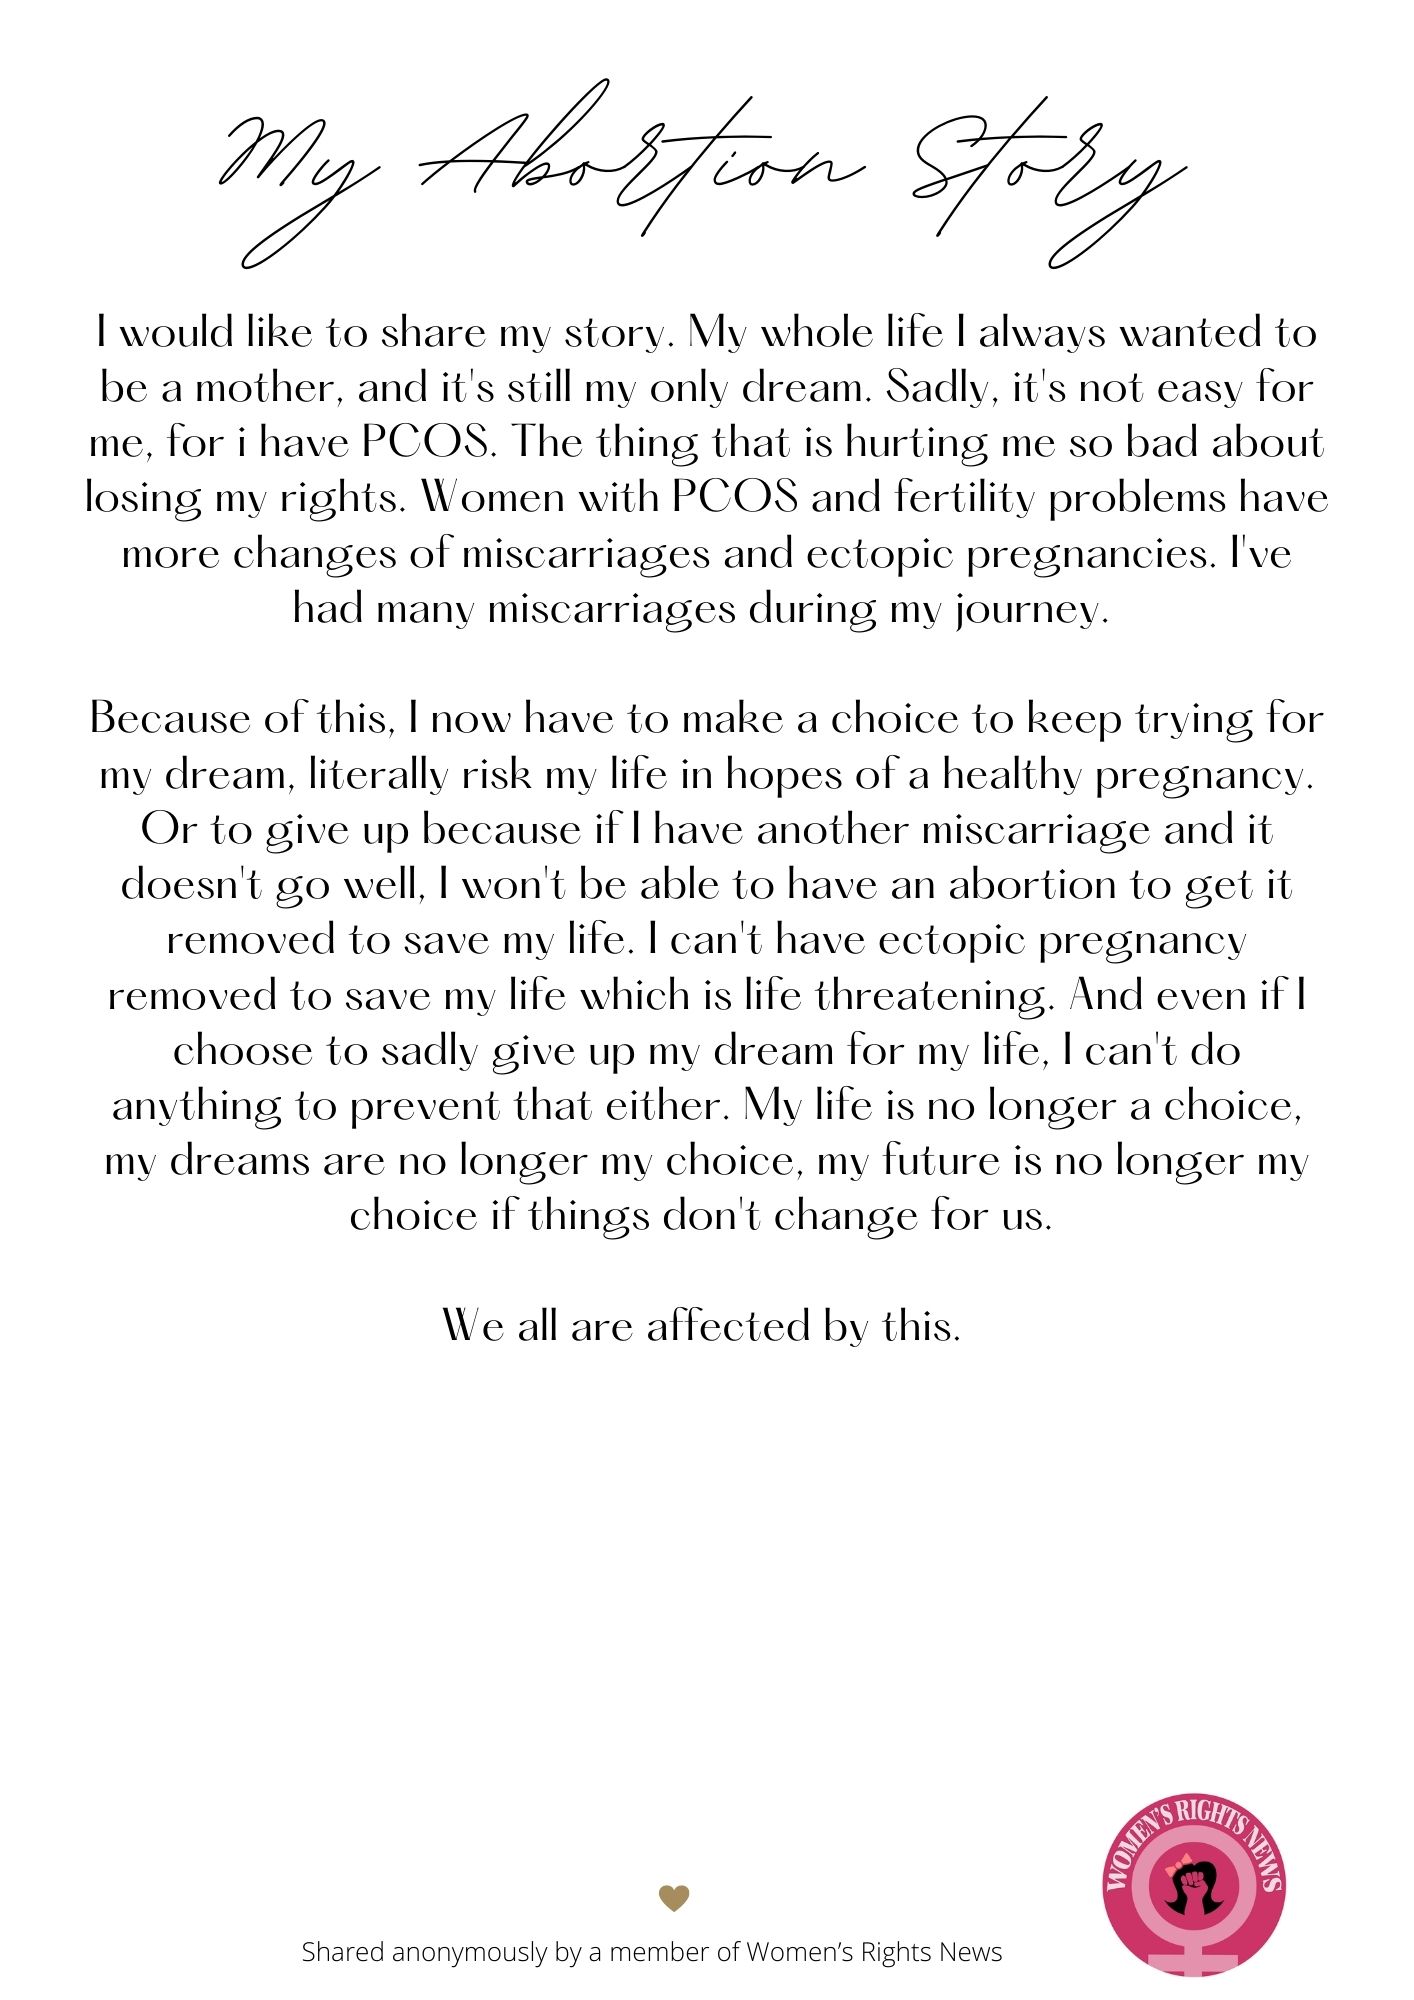 My Abortion Story
I would like to share my story. My whole life I always wanted to
be a mother, and it's still my only dream. Sadly, it's not easy for
me, for i have PCOS. The thing that is hurting me so bad about
losing my rights. Women with PCOS and fertility problems have
more changes of miscarriages and ectopic pregnancies. I've
had many miscarriages during my journey.
Because of this, I now have to make a choice to keep trying for
my dream, literally risk my life in hopes of a healthy pregnancy.
Or to give up because if I have another miscarriage and it
doesn't go well, I won't be able to have an abortion to get it
removed to save my life. I can't have ectopic pregnancy
removed to save my life which is life threatening. And even if I
choose to sadly give up my dream for my life, I can't do
anything to prevent that either. My life is no longer a choice,
my dreams are no longer my choice, my future is no longer my
choice if things don't change for us.
We all are affected by this.
WOMEN'S RIGHTS NEWS
Shared anonymously by a member of Women’s Rights News